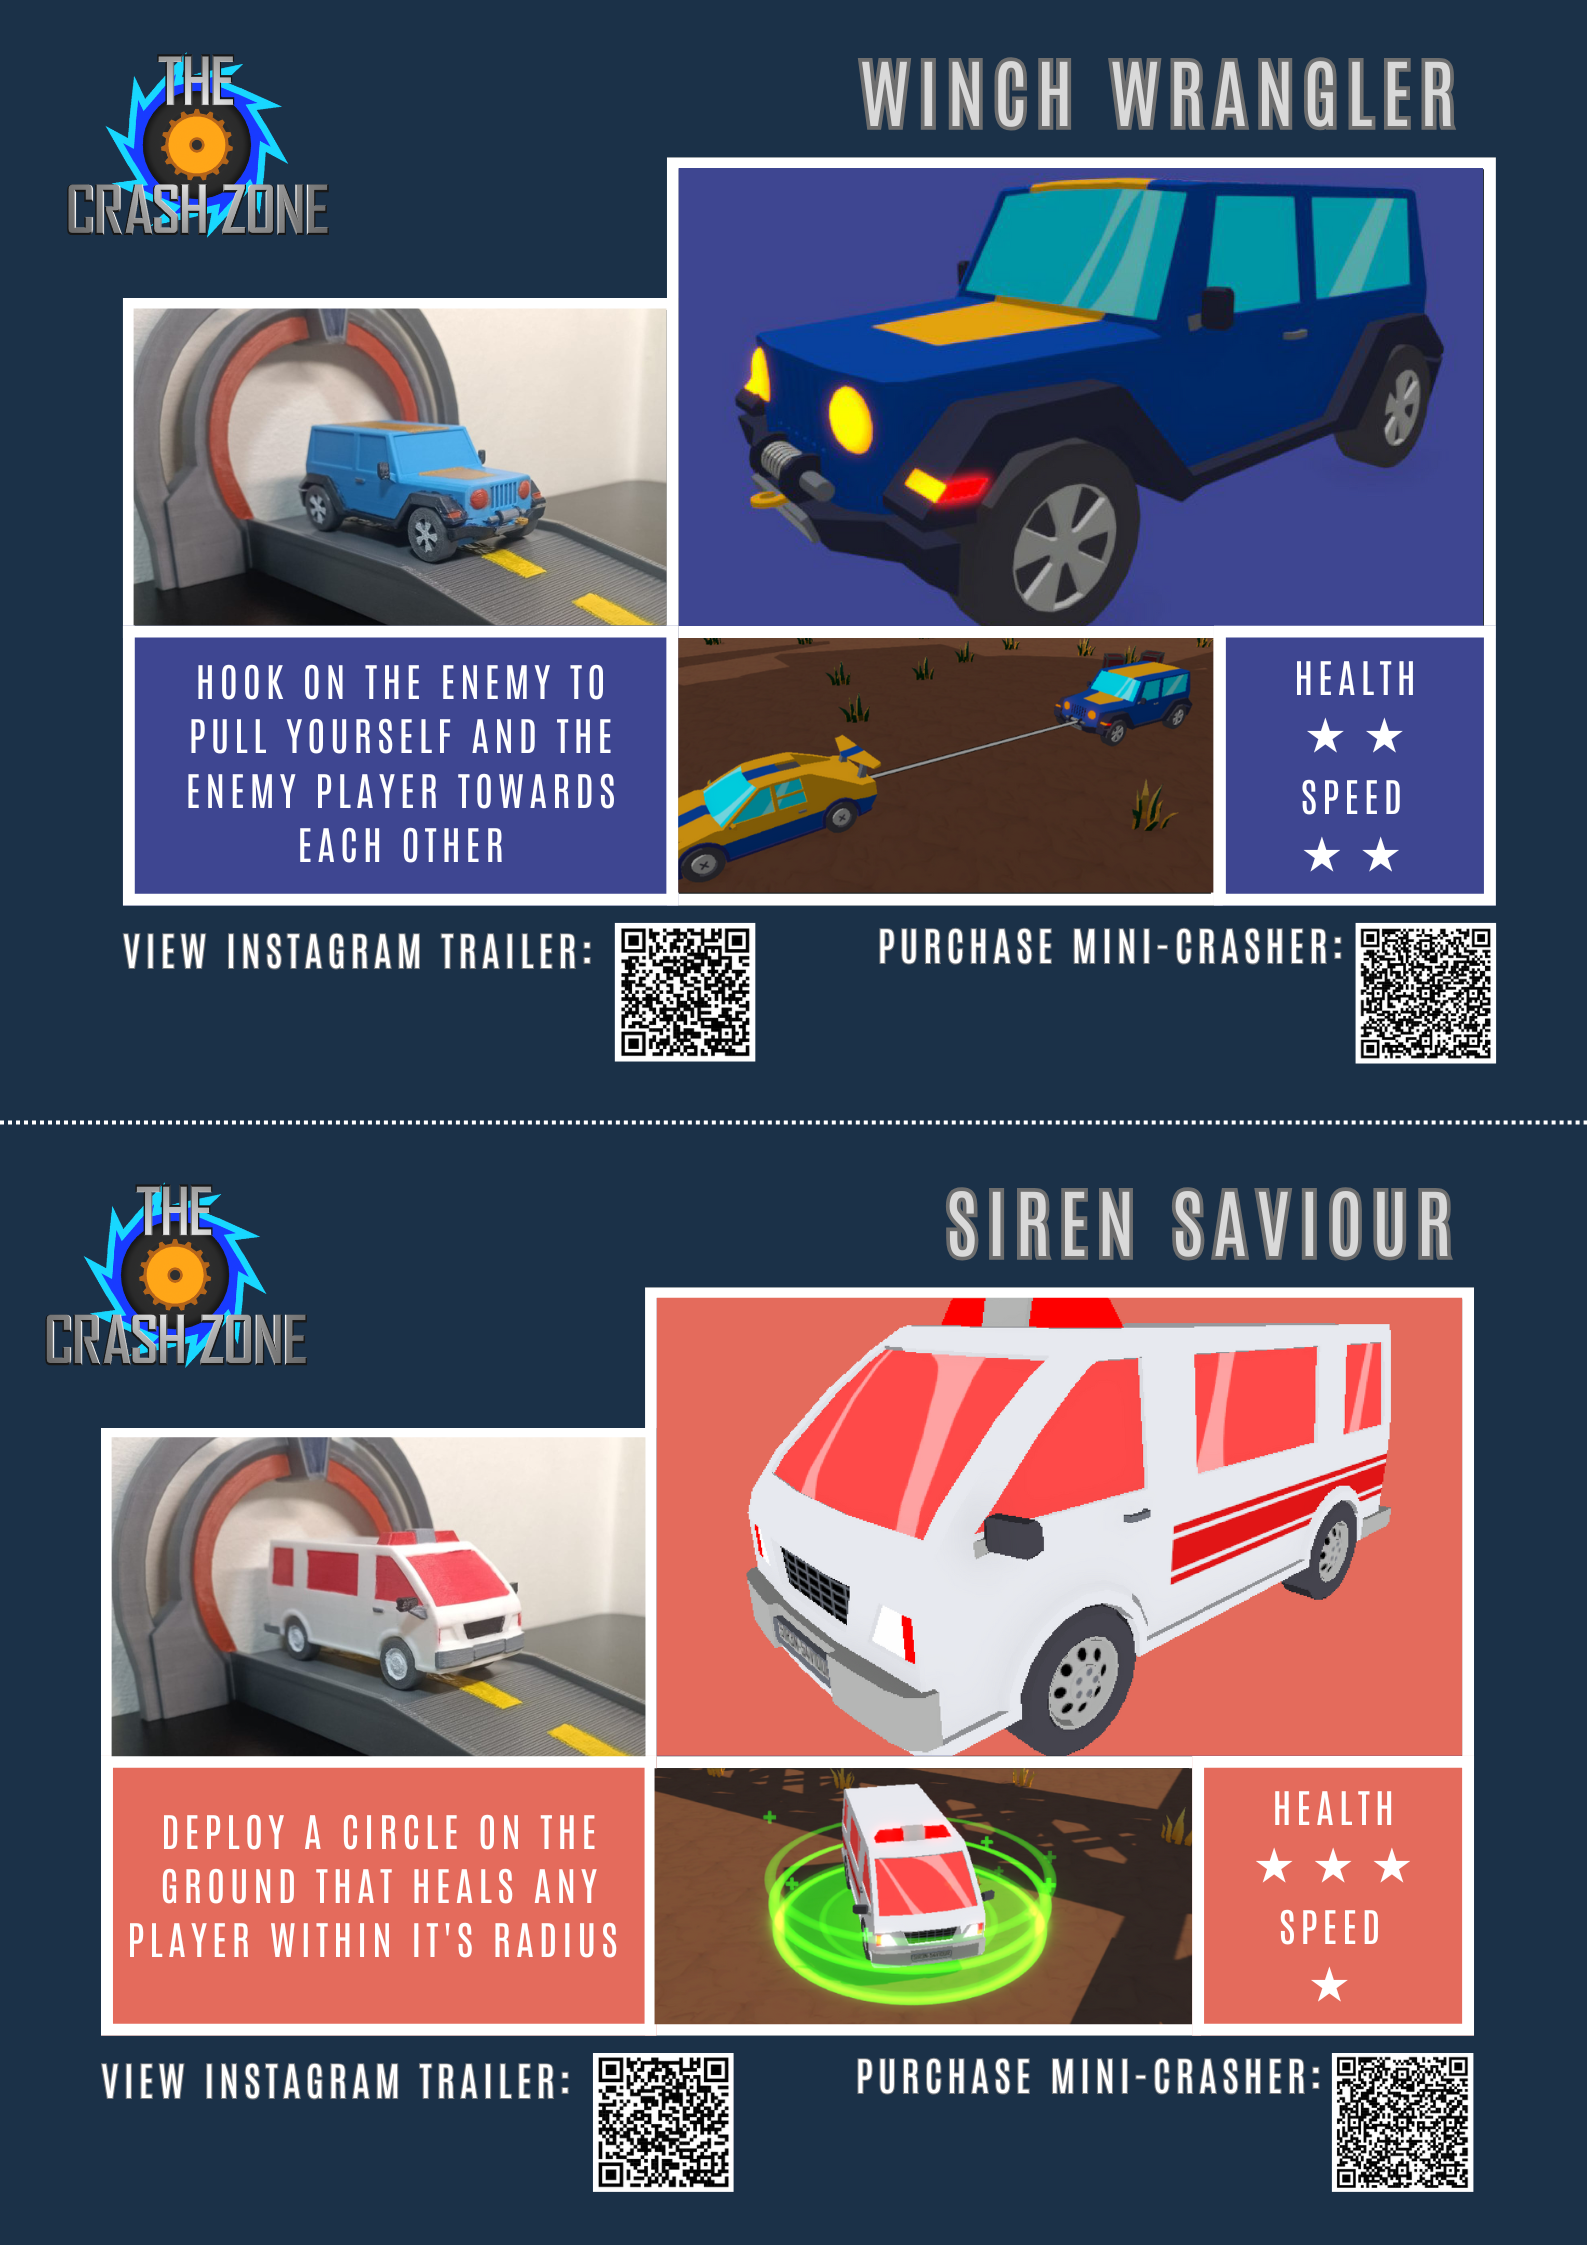 THE
CRASH ZONE
WINCH WRANGLER
HOOK ON THE ENEMY TO
PULL YOURSELF AND THE
ENEMY PLAYER TOWARDS
EACH OTHER
HEALTH
★ ★
SPEED
★ ★
VIEW INSTAGRAM TRAILER:
PURCHASE MINI-CRASHER:
THE
CRASH ZONE
SIREN SAVIOUR
DEPLOY A CIRCLE ON THE
GROUND THAT HEALS ANY
PLAYER WITHIN IT'S RADIUS
HEALTH
★ ★ ★
SPEED
★
VIEW INSTAGRAM TRAILER:
PURCHASE MINI-CRASHER: